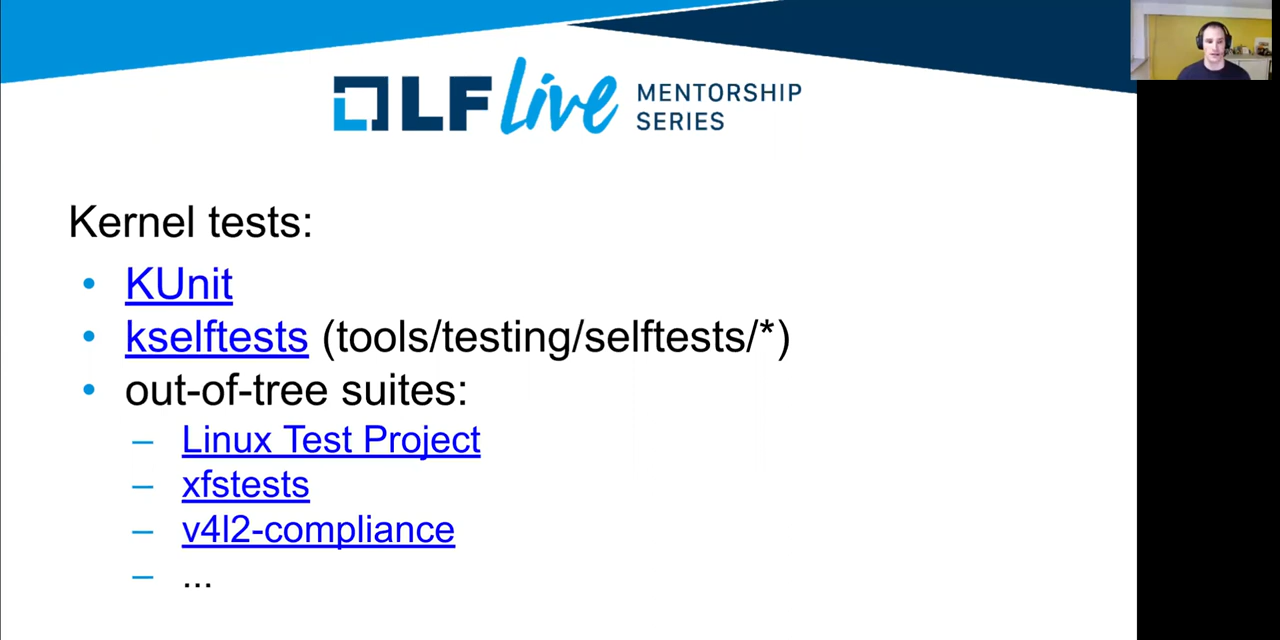 LF Live MENTORSHIP
SERIES
Kernel tests:
• KUnit
• kselftests (tools/testing/selftests/*)
• out-of-tree suites:
– Linux Test Project
– xfstests
– v4l2-compliance
– ...